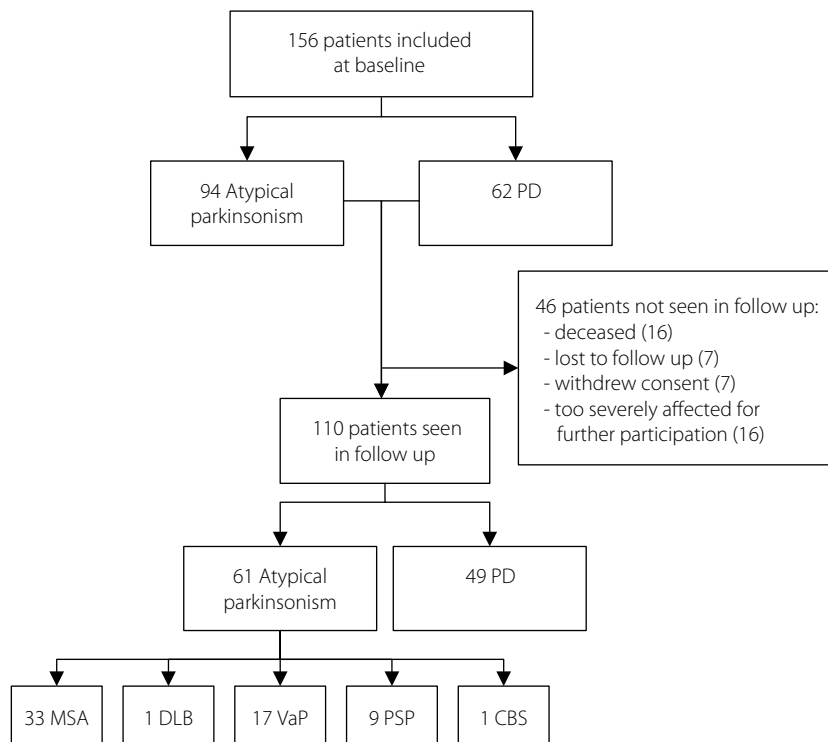 156 patients included
at baseline
94 Atypical
parkinsonism
62 PD
46 patients not seen in follow up:
- deceased (16)
- lost to follow up (7)
- withdrew consent (7)
- too severely affected for
further participation (16)
110 patients seen
in follow up
61 Atypical
parkinsonism
49 PD
33 MSA
1 DLB
17 VaP
9 PSP
1 CBS